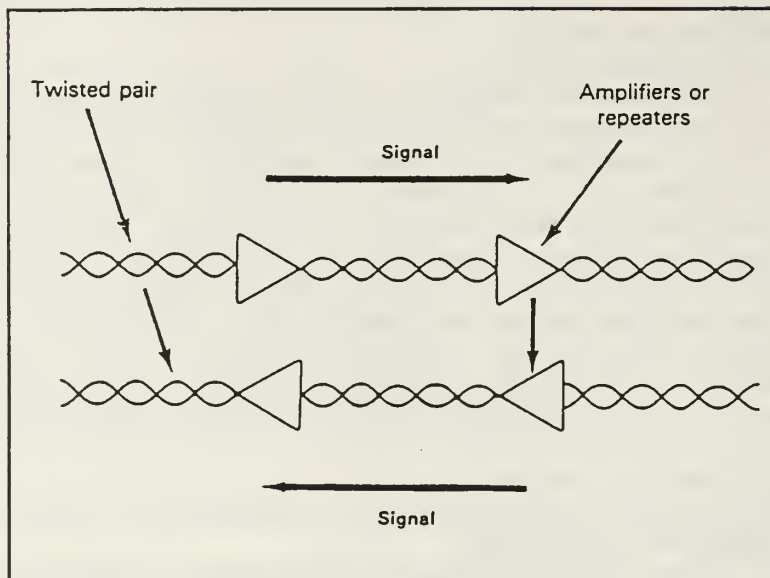 Twisted pair
Amplifiers or
repeaters
Signal
Signal